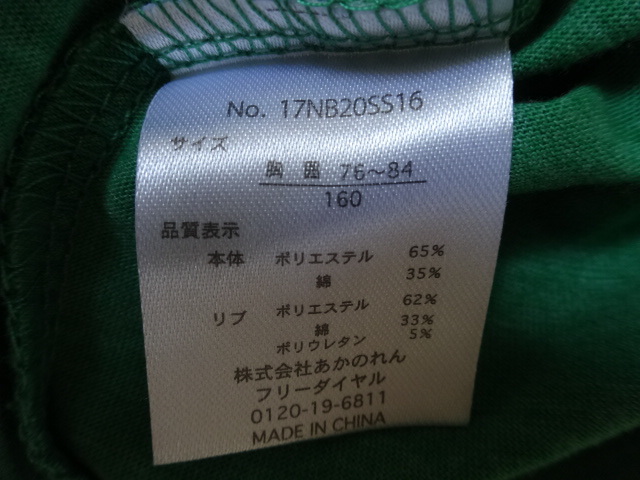 No. 17NB20SS16
サイズ
胸 囲 76~84
160
品質表示
本体 ポリエステル 65%
綿 35%
リブ ポリエステル 62%
綿 33%
ポリウレタン 5%
株式会社あかのれん
フリーダイヤル
0120-19-6811
MADE IN CHINA